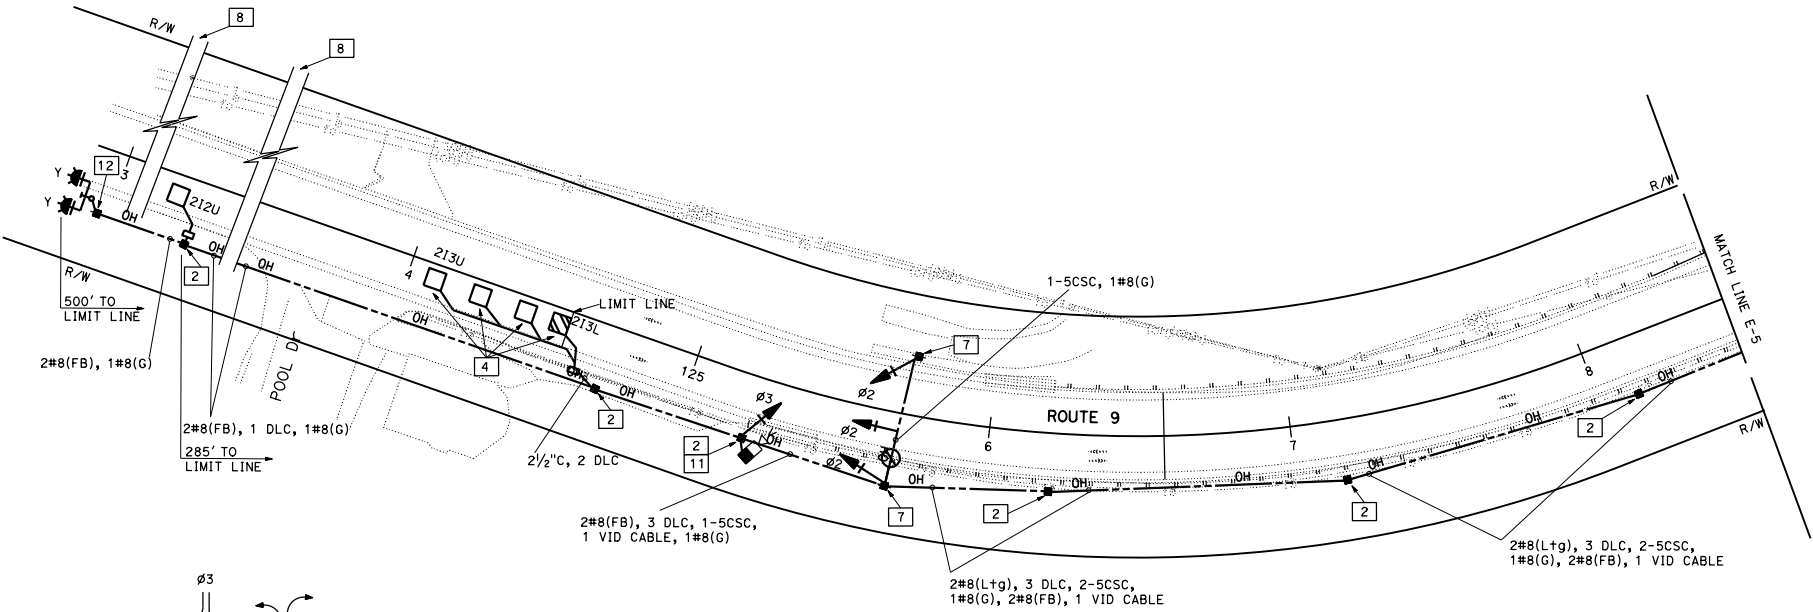 R/W
8
8
R/W
Y
12
3
Y
OH
2I2U
OH
OH
2
R/W
4
2I3U
LIMIT LINE
2I3L
1-5CSC, 1#8(G)
MATCH LINE E-5
500' TO
LIMIT LINE
OH
7
2#8(FB), 1#8(G)
4
125
ø2
8
POOL D
OH
OH
ø3
ø2
6
ROUTE 9
7
OH
2
2#8(FB), 1 DLC, 1#8(G)
285' TO
LIMIT LINE
2
11
OH
ø2
2
R/W
2½"C, 2 DLC
OH
OH
OH
OH
7
2
2
2#8(FB), 3 DLC, 1-5CSC,
1 VID CABLE, 1#8(G)
2#8(Ltg), 3 DLC, 2-5CSC,
1#8(G), 2#8(FB), 1 VID CABLE
2#8(Ltg), 3 DLC, 2-5CSC,
1#8(G), 2#8(FB), 1 VID CABLE
ø3